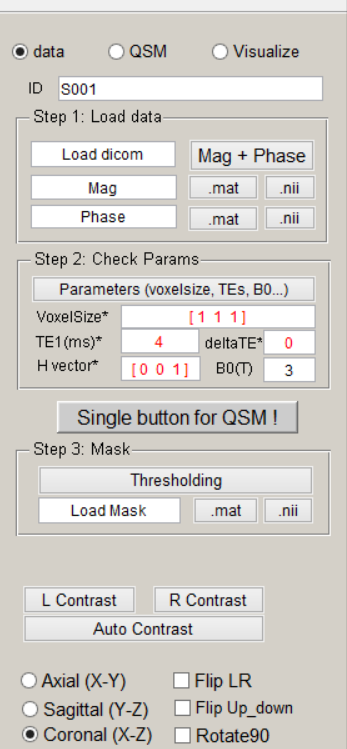 data QSM Visualize
ID S001
Step 1: Load data
Load dicom Mag + Phase
Mag .mat .nii
Phase .mat .nii
Step 2: Check Params
Parameters (voxelsize, TEs, B0...)
VoxelSize* [1 1 1]
TE1(ms)* 4 deltaTE* 0
H vector* [0 0 1] B0(T) 3
Single button for QSM !
Step 3: Mask
Thresholding
Load Mask .mat .nii
L Contrast R Contrast
Auto Contrast
Axial (X-Y) Flip LR
Sagittal (Y-Z) Flip Up_down
Coronal (X-Z) Rotate90